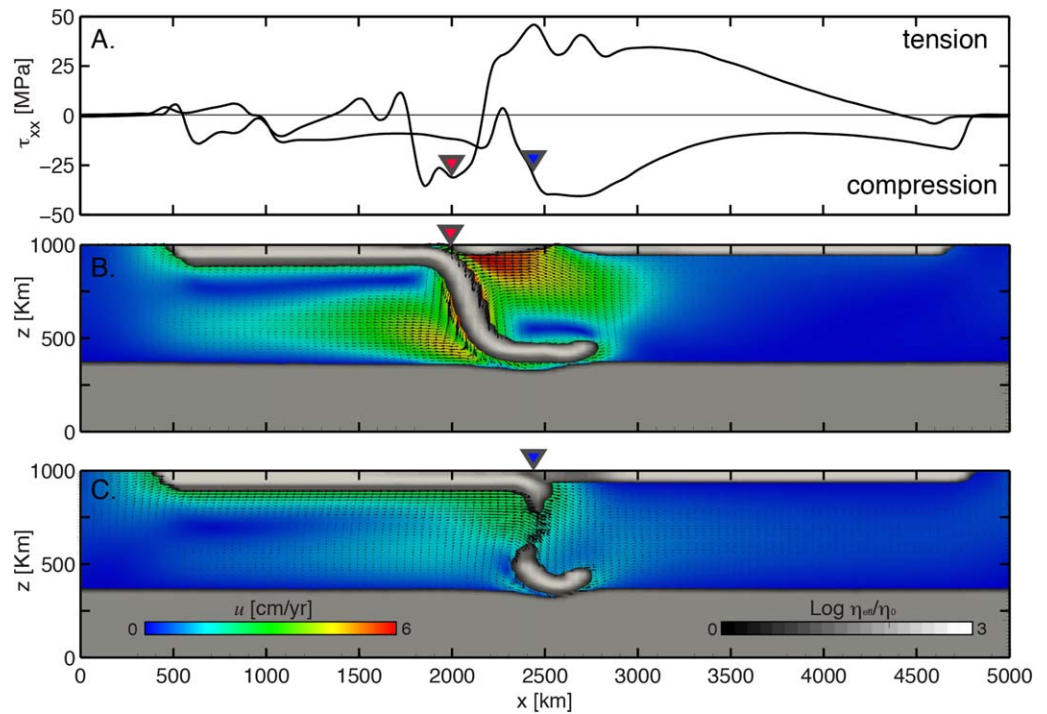 50
A.
tension
25
τxx [MPa]
0
−25
compression
−50
1000
B.
z [Km]
500
0
1000
C.
z [Km]
500
u [cm/yr]
Log ηeff/η0
0
6
0
3
0
0
500
1000
1500
2000
2500
3000
3500
4000
4500
5000
x [km]